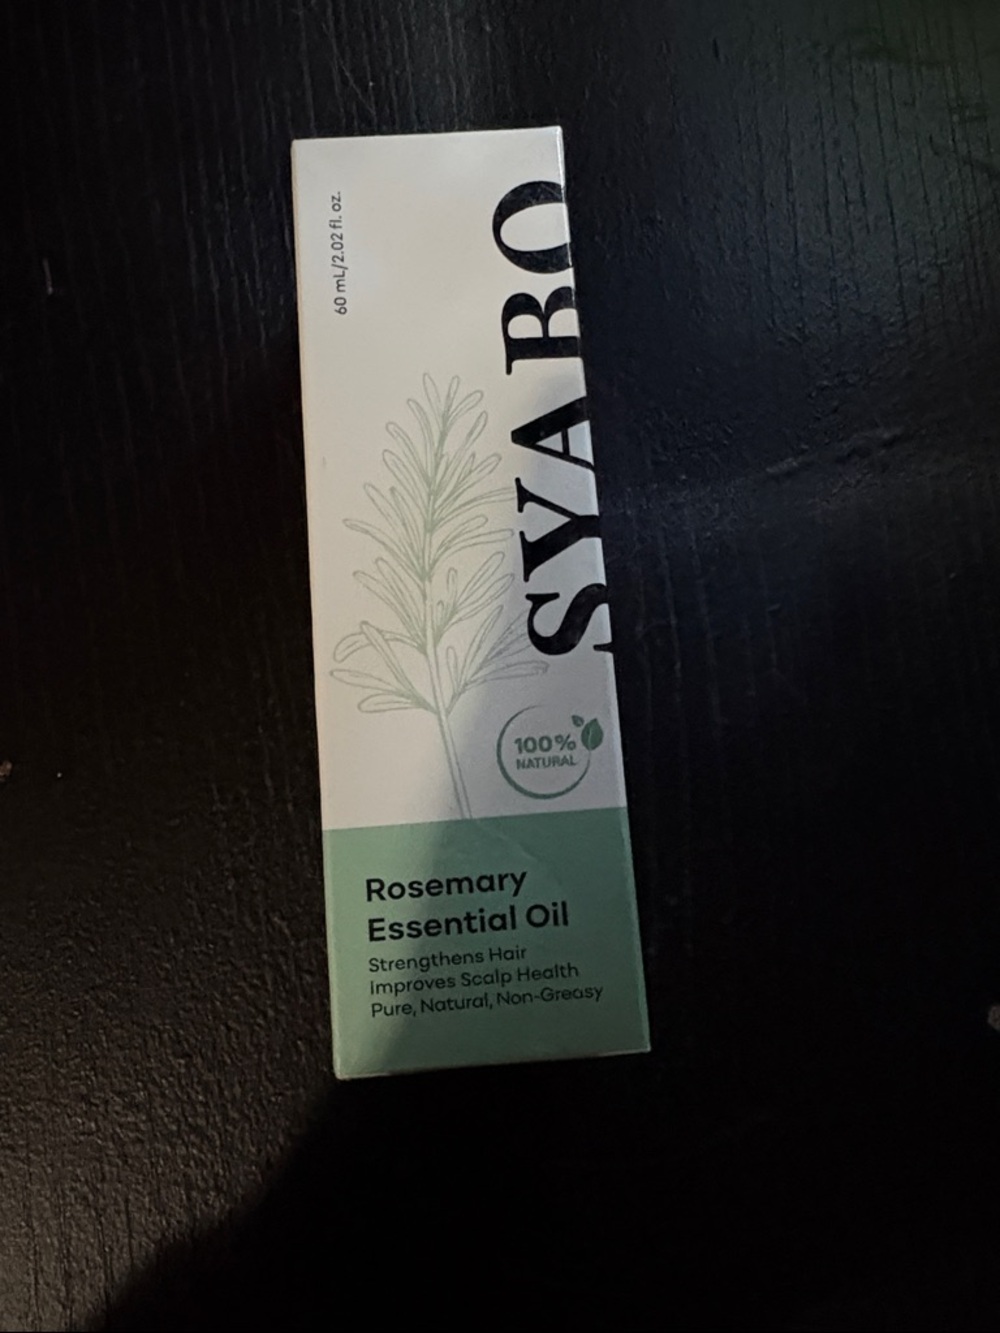 60 mL/2.02 fl. oz.
SYABO
100%
NATURAL
Rosemary
Essential Oil
Strengthens Hair
Improves Scalp Health
Pure, Natural, Non-Greasy